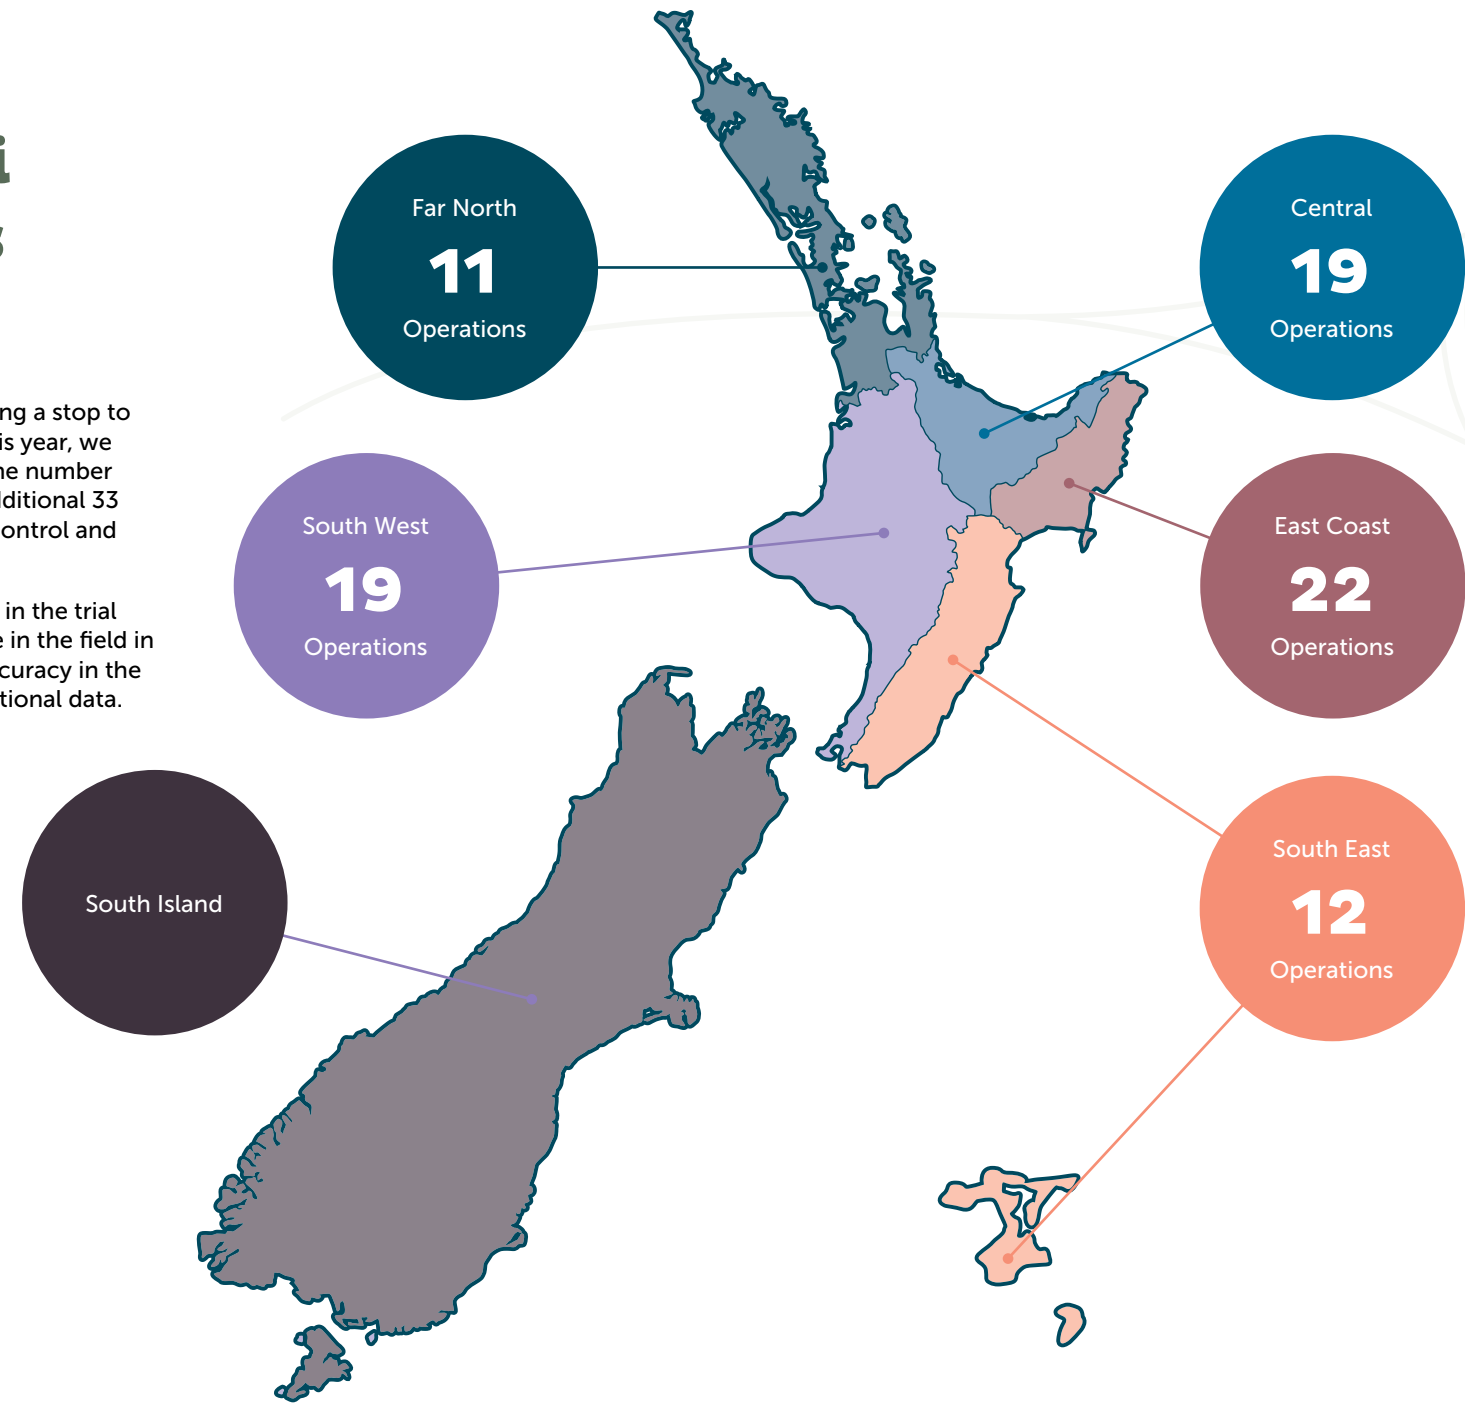 i
s
ng a stop to
is year, we
ne number
dditional 33
ontrol and
in the trial
e in the field in
ccuracy in the
tional data.
Far North
11
Operations
Central
19
Operations
South West
19
Operations
East Coast
22
Operations
South Island
South East
12
Operations